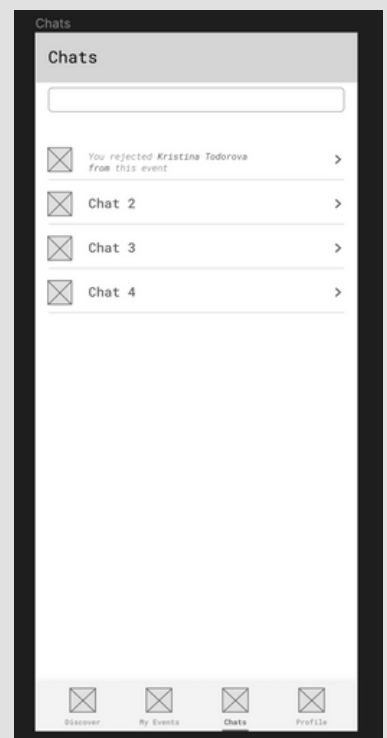 Chats
Chats
You rejected Kristina Todorova
from this event
Chat 2
Chat 3
Chat 4
Discover
My Events
Chats
Profile